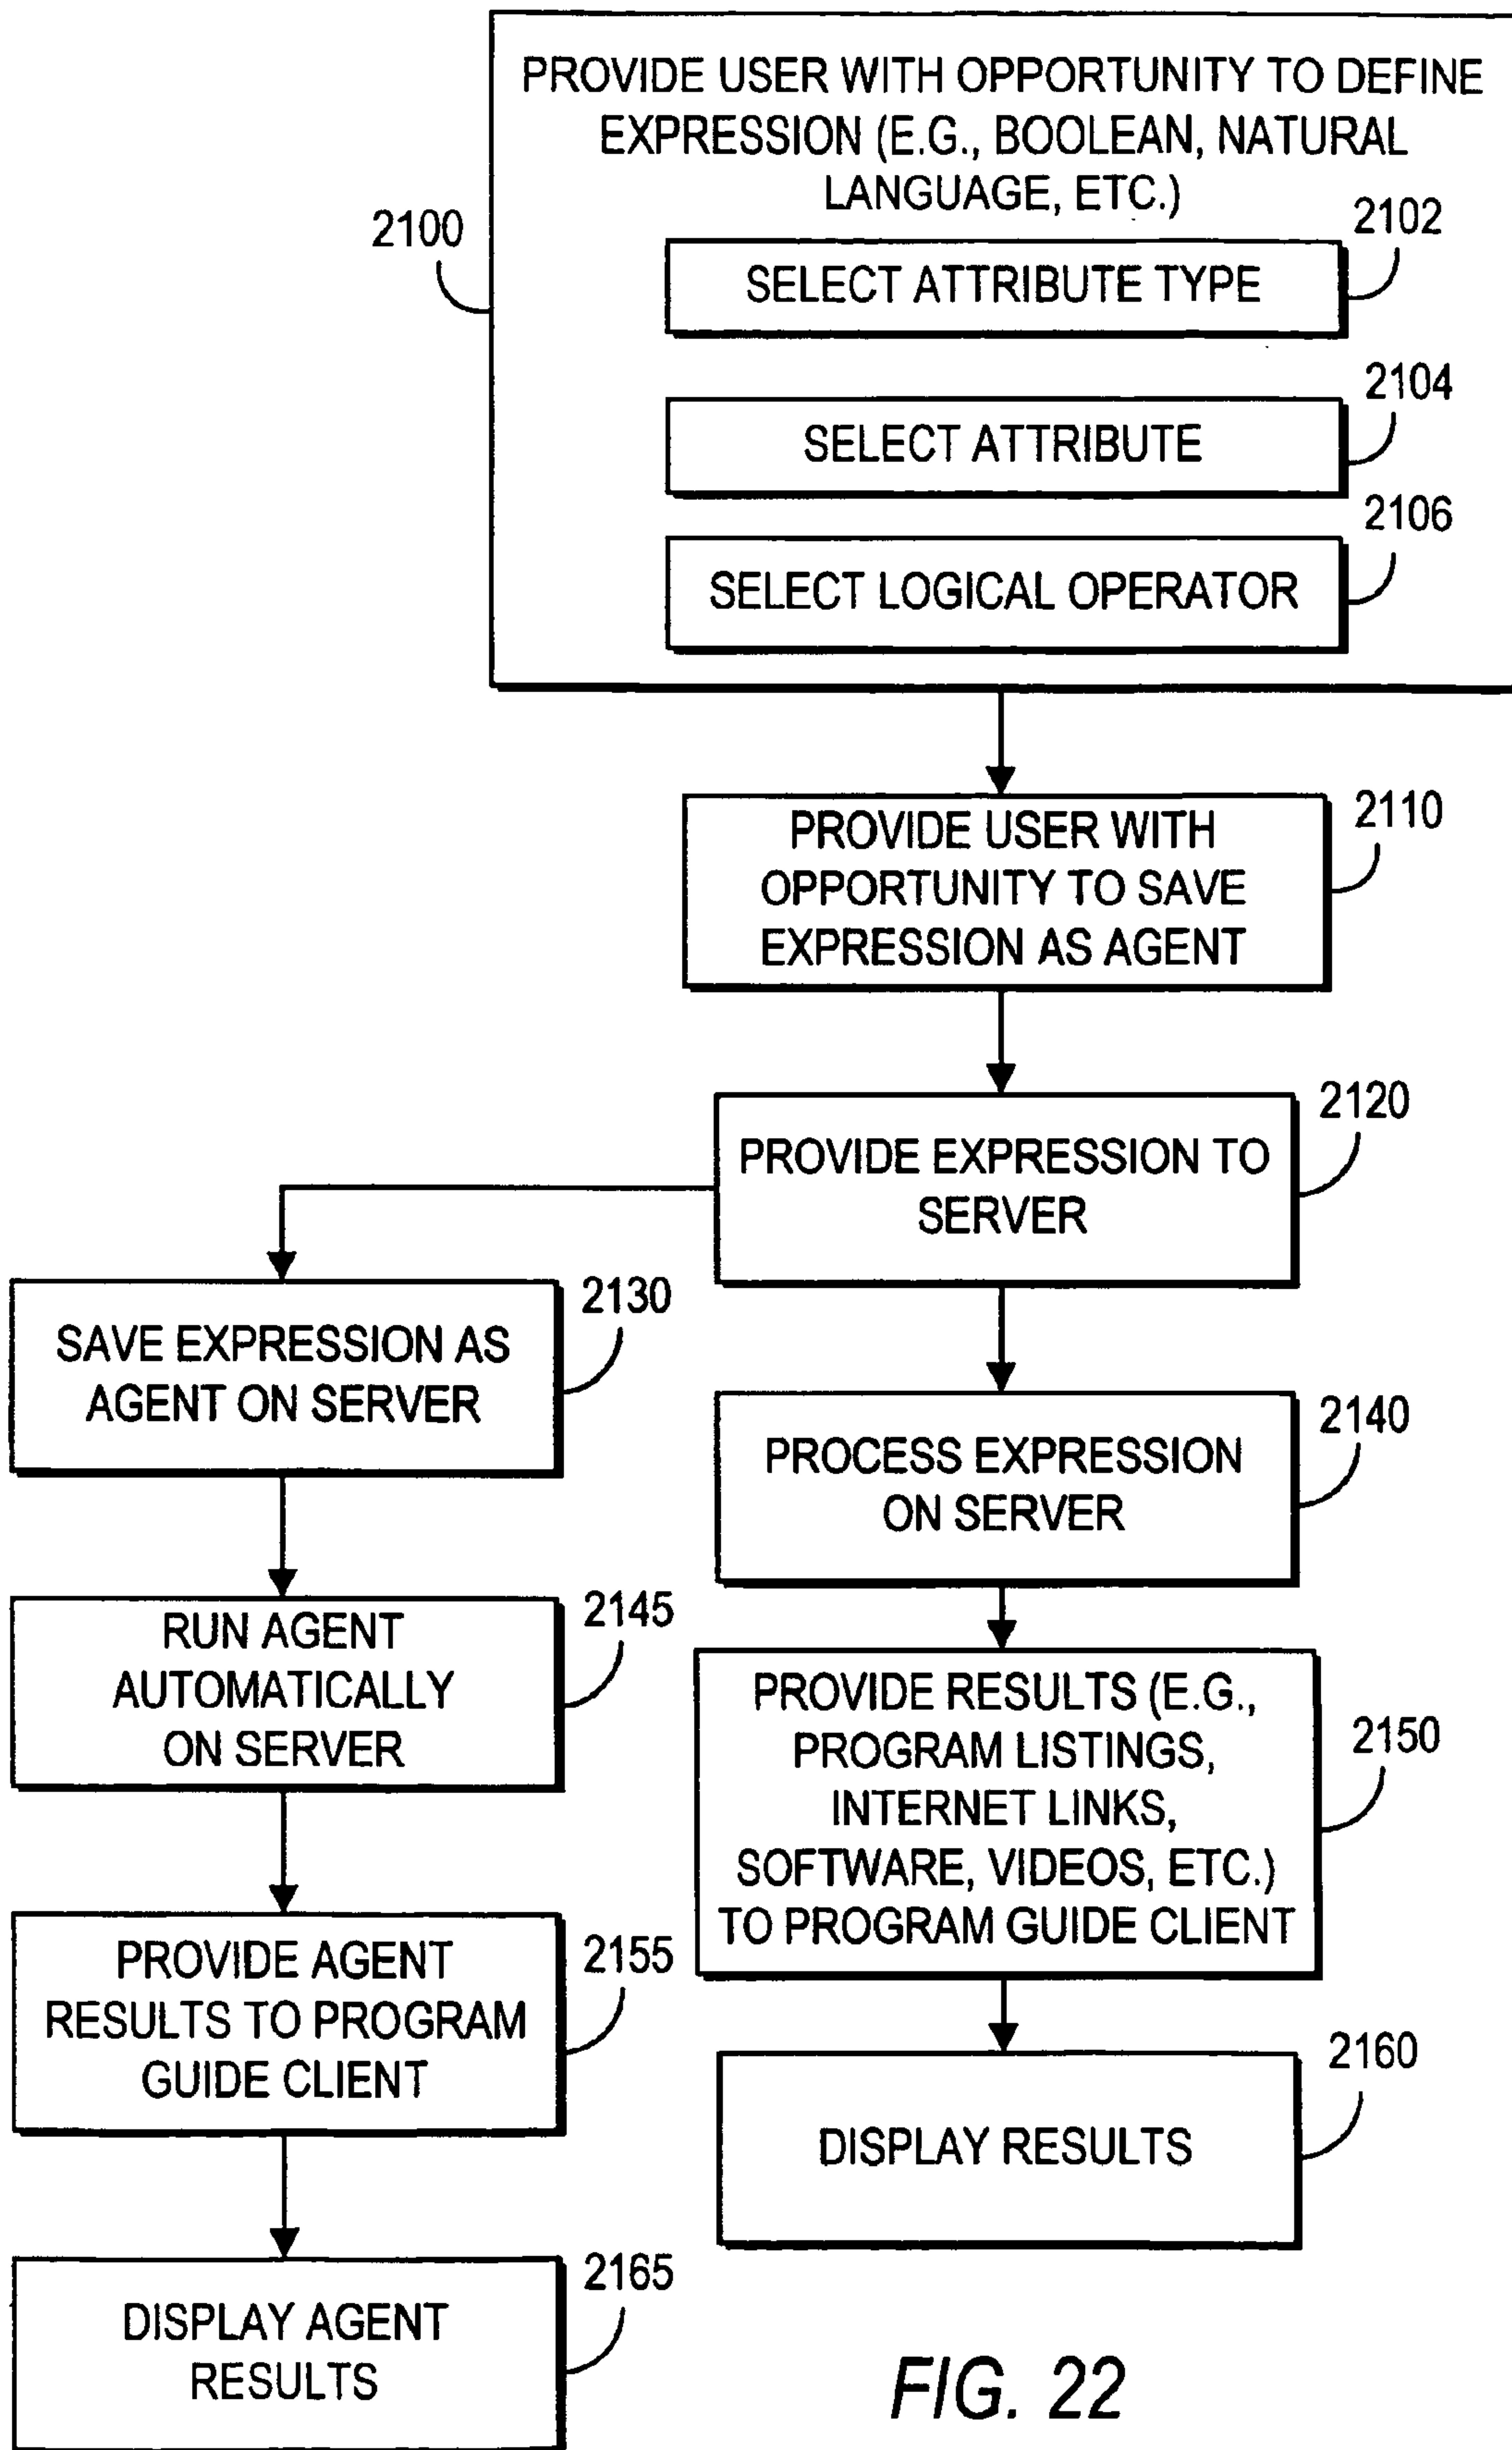 PROVIDE USER WITH OPPORTUNITY TO DEFINE
EXPRESSION (E.G., BOOLEAN, NATURAL
LANGUAGE, ETC.)
2100
2102
SELECT ATTRIBUTE TYPE
2104
SELECT ATTRIBUTE
2106
SELECT LOGICAL OPERATOR
2110
PROVIDE USER WITH
OPPORTUNITY TO SAVE
EXPRESSION AS AGENT
2120
PROVIDE EXPRESSION TO
SERVER
2130
SAVE EXPRESSION AS
AGENT ON SERVER
2140
PROCESS EXPRESSION
ON SERVER
2145
RUN AGENT
AUTOMATICALLY
ON SERVER
2150
PROVIDE RESULTS (E.G.,
PROGRAM LISTINGS,
INTERNET LINKS,
SOFTWARE, VIDEOS, ETC.)
TO PROGRAM GUIDE CLIENT
2155
PROVIDE AGENT
RESULTS TO PROGRAM
GUIDE CLIENT
2160
DISPLAY RESULTS
2165
DISPLAY AGENT
RESULTS
FIG. 22